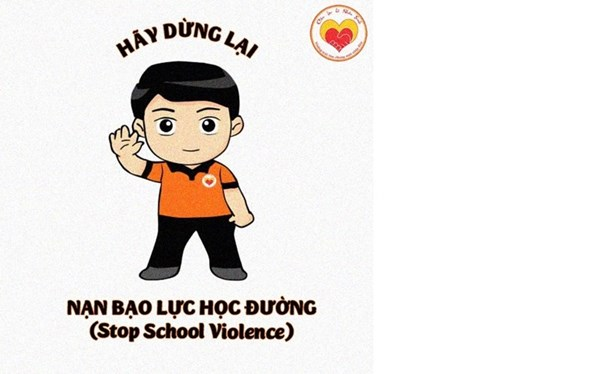 HÃY DỪNG LẠI
NẠN BẠO LỰC HỌC ĐƯỜNG
(Stop School Violence)